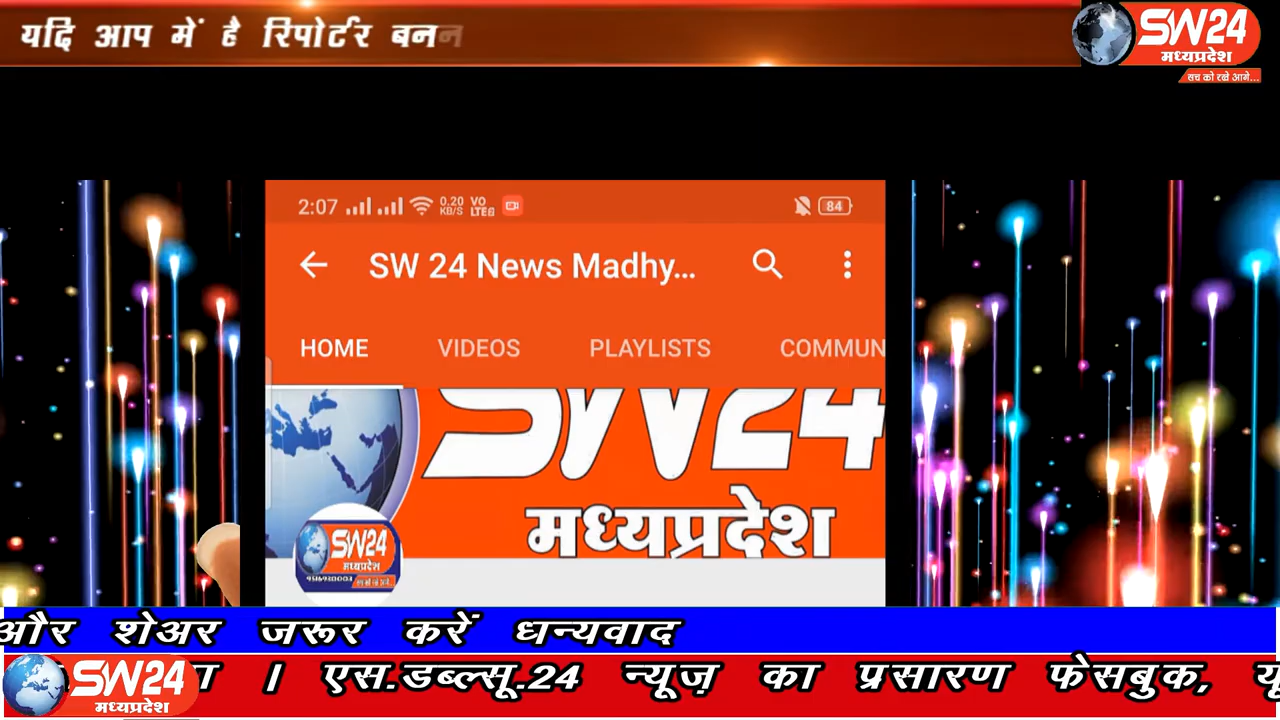 यदि आप में है रिपोर्टर बनन
SW24
मध्यप्रदेश
सच को रखे आगे...
2:07 0.20 KB/S VO LTE 84
SW 24 News Madhy...
HOME VIDEOS PLAYLISTS COMMUN
SW24
मध्यप्रदेश
SW24
मध्यप्रदेश
और शेअर जरूर करें धन्यवाद
SW24
मध्यप्रदेश
। एस.डब्ल्सू.24 न्यूज़ का प्रसारण फेसबुक, यू